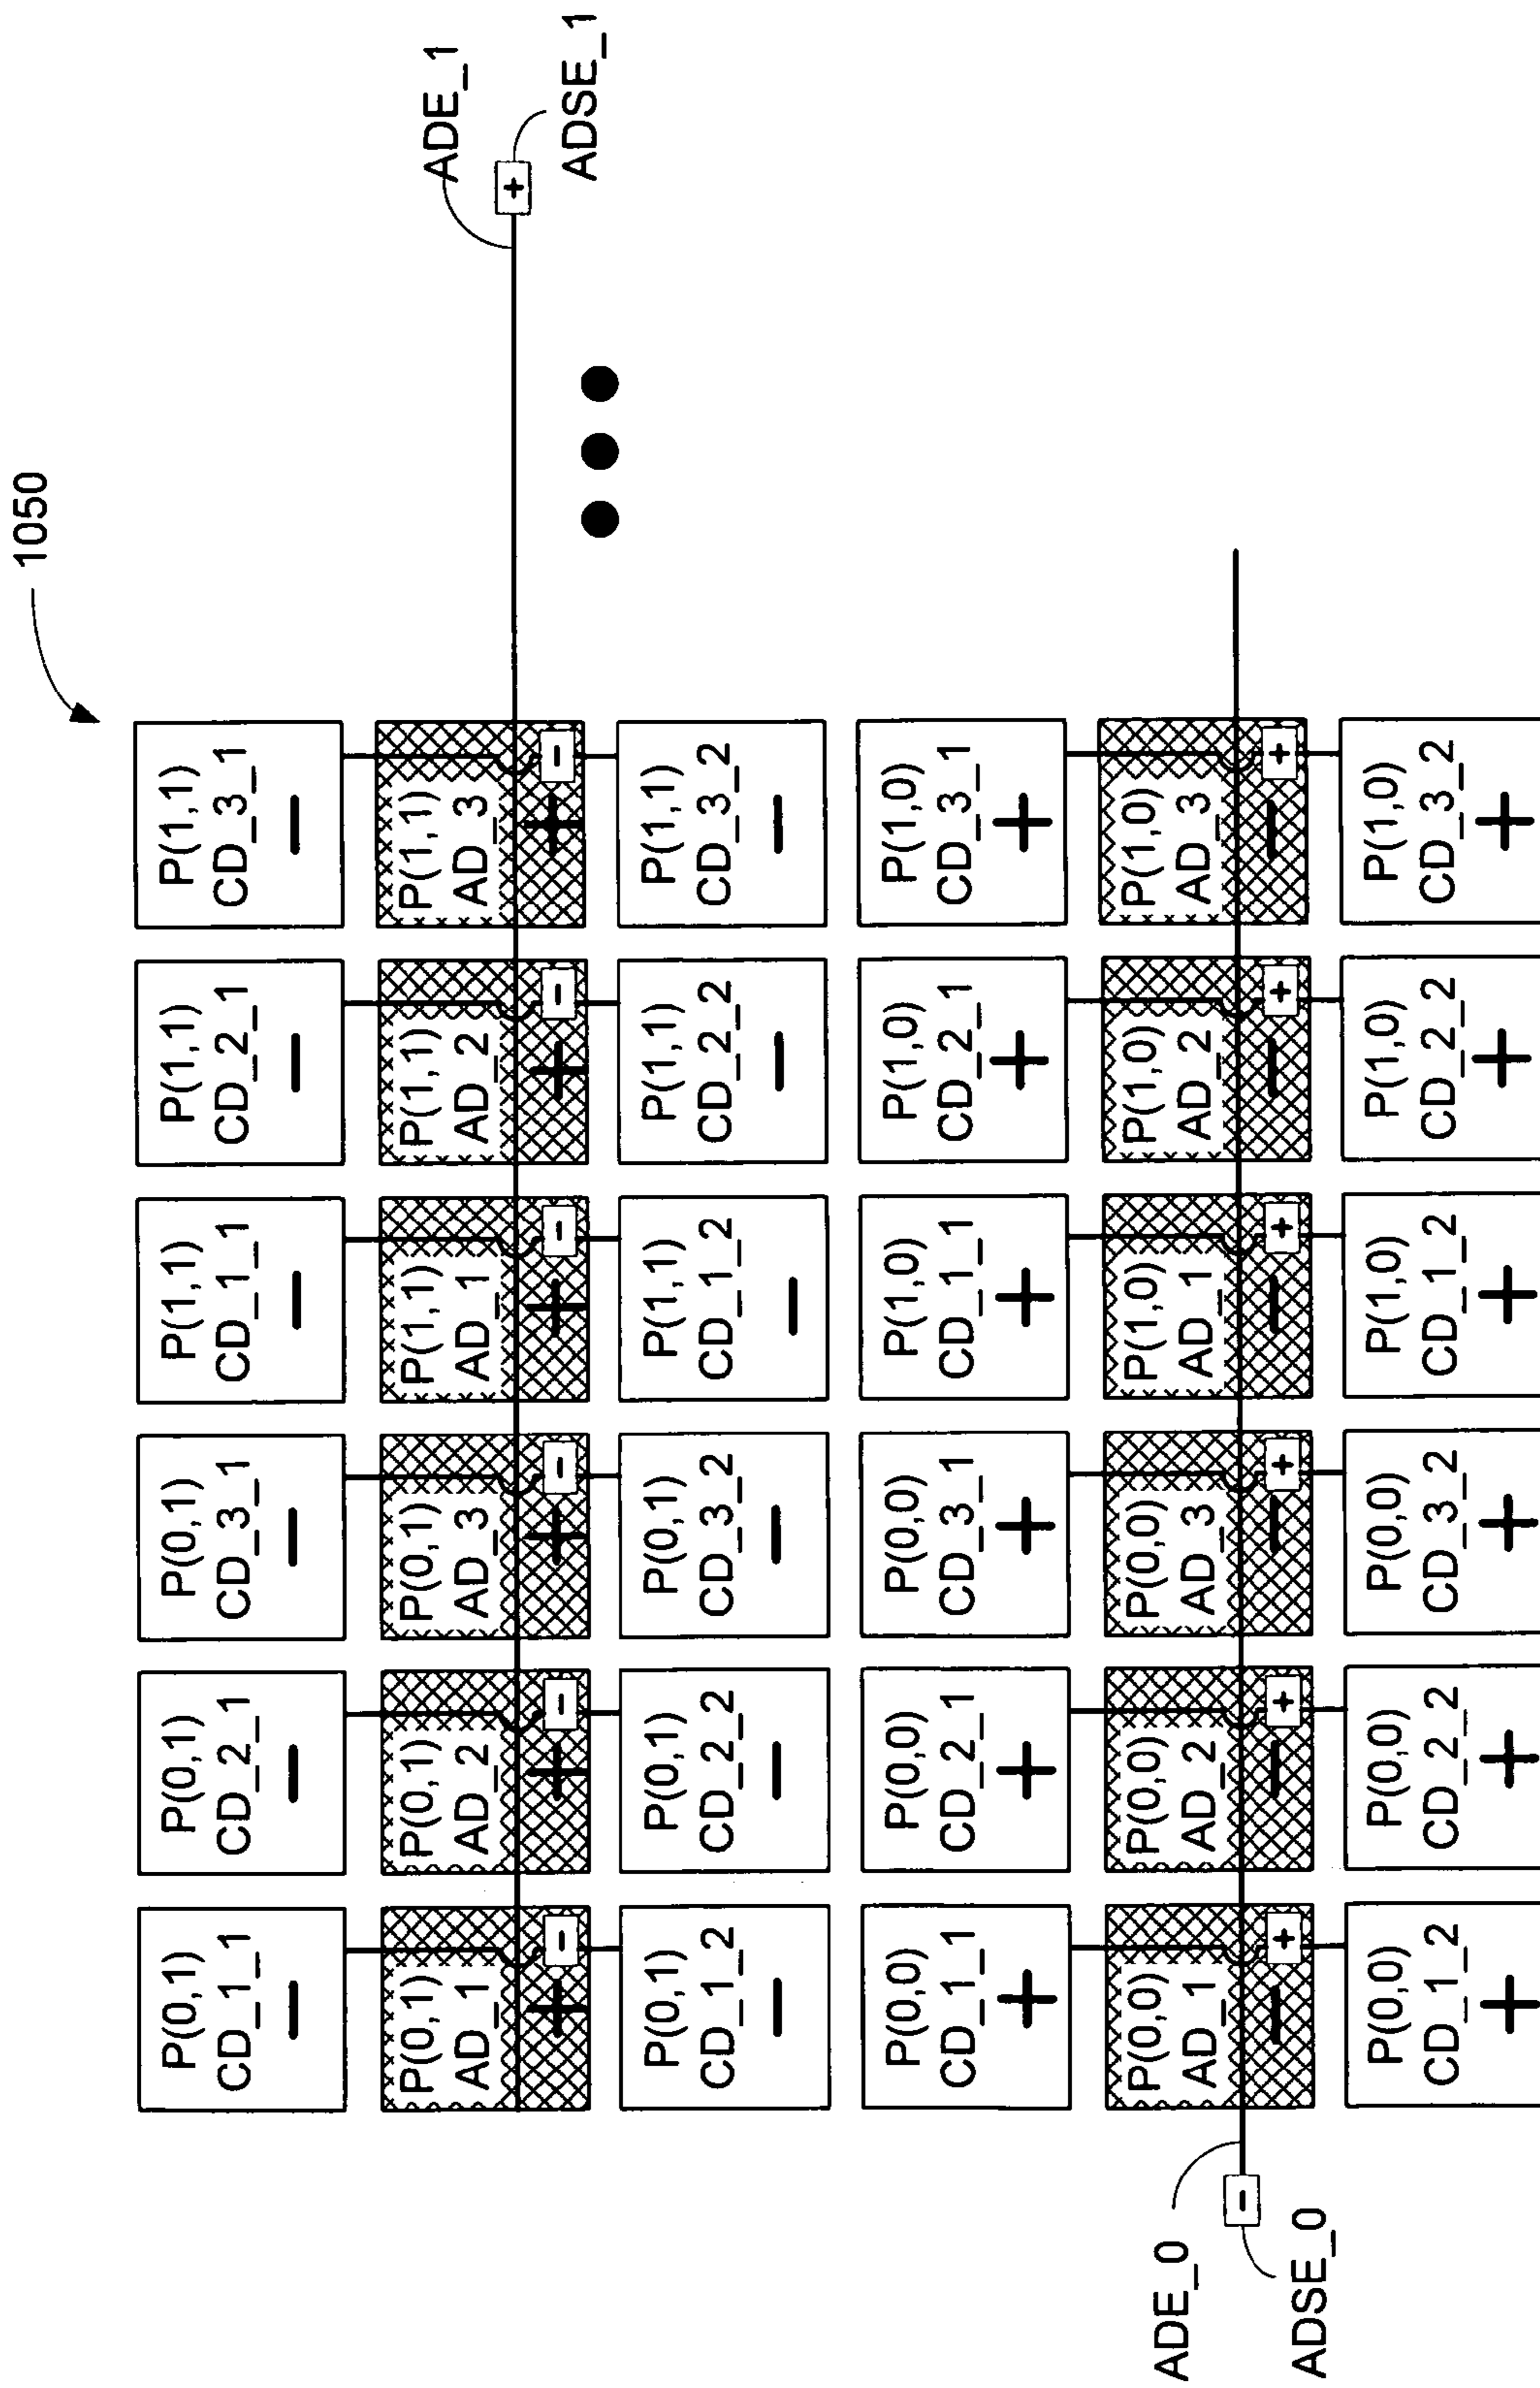 1050
P(0,1)
CD_1_1
−
P(0,1)
CD_2_1
−
P(0,1)
CD_3_1
−
P(1,1)
CD_1_1
−
P(1,1)
CD_2_1
−
P(1,1)
CD_3_1
−
P(0,1)
AD_1
+ -
P(0,1)
AD_2
+ -
P(0,1)
AD_3
+ -
P(1,1)
AD_1
+ -
P(1,1)
AD_2
+ -
P(1,1)
AD_3
+ -
ADE_1
+
ADSE_1
P(0,1)
CD_1_2
−
P(0,1)
CD_2_2
−
P(0,1)
CD_3_2
−
P(1,1)
CD_1_2
−
P(1,1)
CD_2_2
−
P(1,1)
CD_3_2
−
P(0,0)
CD_1_1
+
P(0,0)
CD_2_1
+
P(0,0)
CD_3_1
+
P(1,0)
CD_1_1
+
P(1,0)
CD_2_1
+
P(1,0)
CD_3_1
+
ADE_0
-
ADSE_0
P(0,0)
AD_1
− +
P(0,0)
AD_2
− +
P(0,0)
AD_3
− +
P(1,0)
AD_1
− +
P(1,0)
AD_2
− +
P(1,0)
AD_3
− +
P(0,0)
CD_1_2
+
P(0,0)
CD_2_2
+
P(0,0)
CD_3_2
+
P(1,0)
CD_1_2
+
P(1,0)
CD_2_2
+
P(1,0)
CD_3_2
+